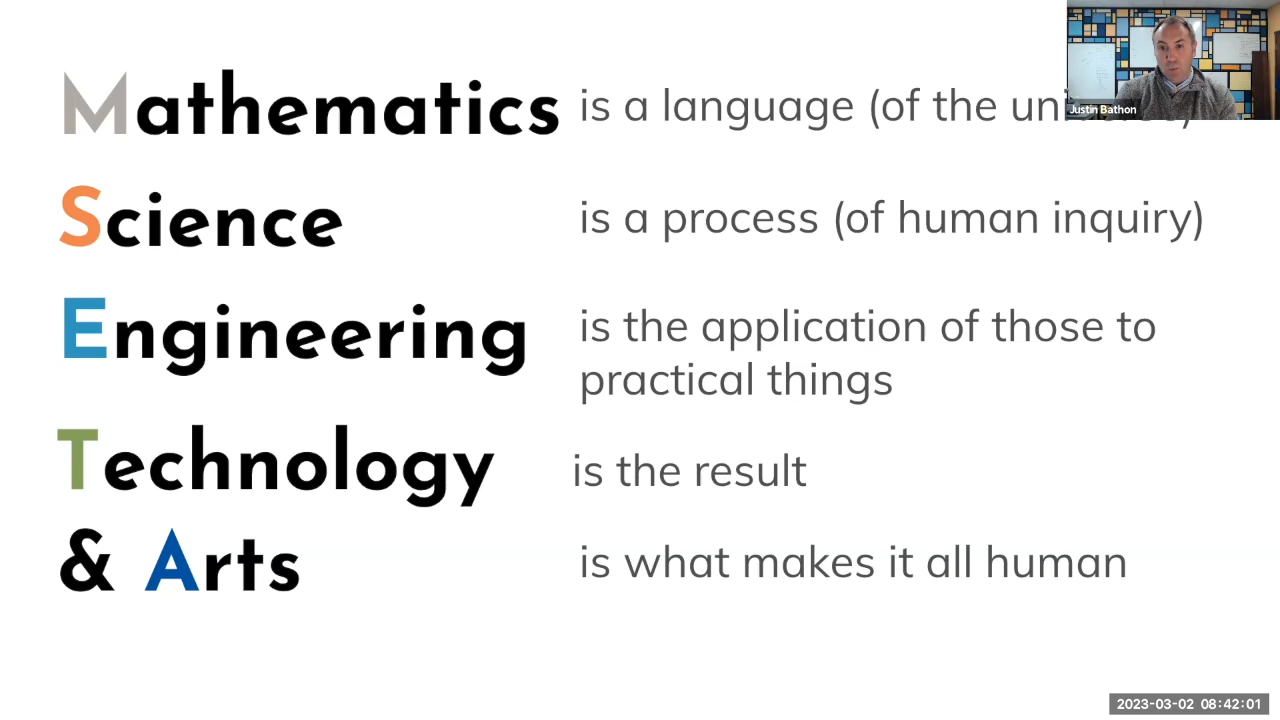 Mathematics is a language (of the
Science is a process (of human inquiry)
Engineering is the application of those to
practical things
Technology is the result
& Arts is what makes it all human
Justin Bathon
2023-03-02 08:42:01